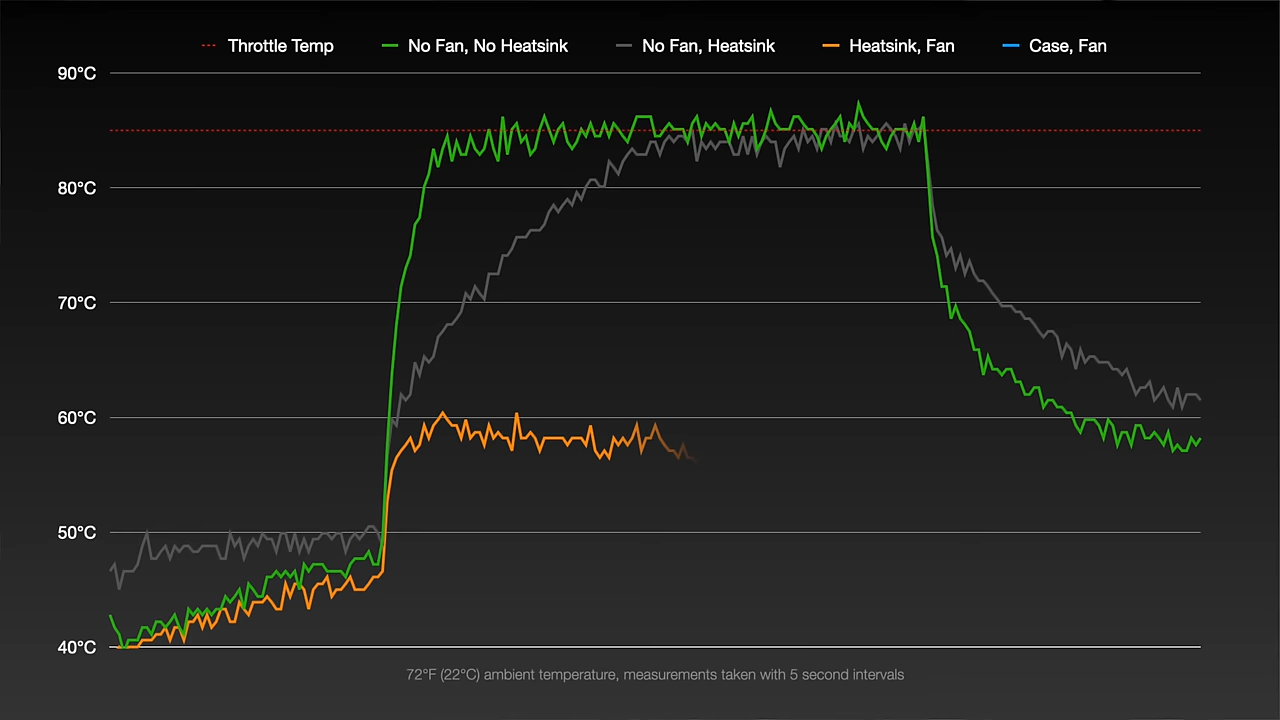 Throttle Temp No Fan, No Heatsink No Fan, Heatsink Heatsink, Fan Case, Fan
90°C
80°C
70°C
60°C
50°C
40°C
72°F (22°C) ambient temperature, measurements taken with 5 second intervals